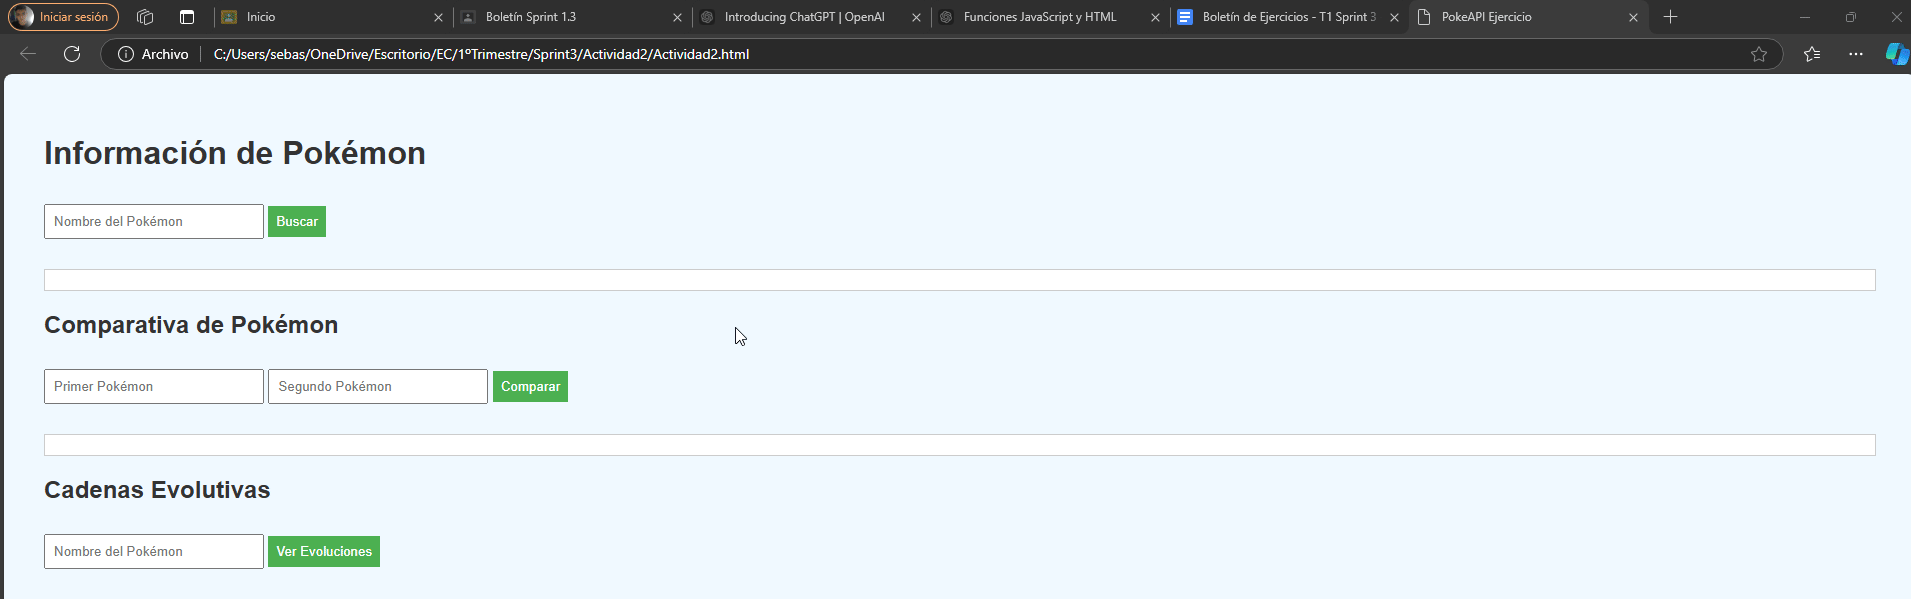 Iniciar sesión
Inicio
Boletín Sprint 1.3
Introducing ChatGPT | OpenAI
Funciones JavaScript y HTML
Boletín de Ejercicios - T1 Sprint 3
PokeAPI Ejercicio
Archivo
C:/Users/sebas/OneDrive/Escritorio/EC/1ºTrimestre/Sprint3/Actividad2/Actividad2.html
Información de Pokémon
Nombre del Pokémon Buscar
Comparativa de Pokémon
Primer Pokémon Segundo Pokémon Comparar
Cadenas Evolutivas
Nombre del Pokémon Ver Evoluciones